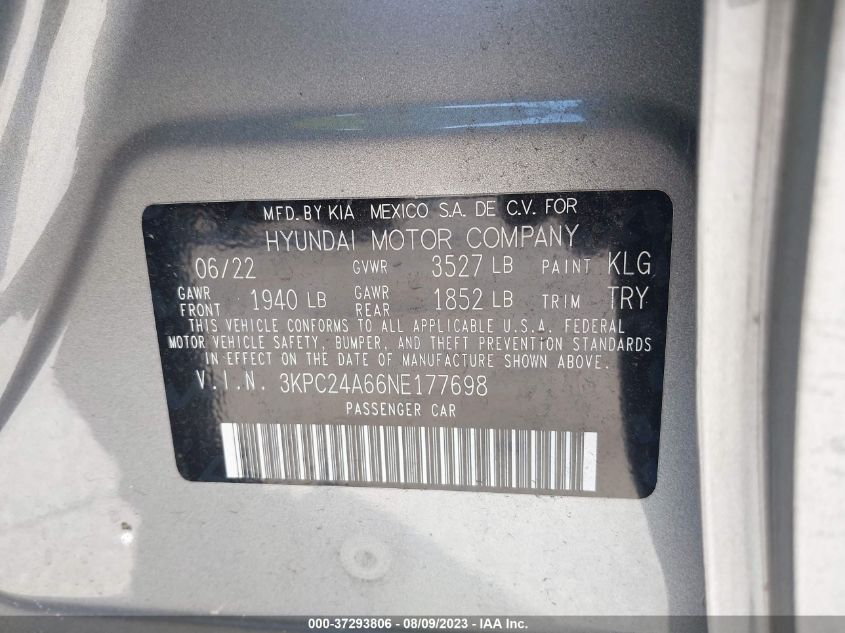 MFD. BY KIA MEXICO S.A. DE C.V. FOR
HYUNDAI MOTOR COMPANY
06/22 GVWR 3527 LB PAINT KLG
GAWR FRONT 1940 LB GAWR REAR 1852 LB TRIM TRY
THIS VEHICLE CONFORMS TO ALL APPLICABLE U.S.A. FEDERAL
MOTOR VEHICLE SAFETY, BUMPER, AND THEFT PREVENTION STANDARDS
IN EFFECT ON THE DATE OF MANUFACTURE SHOWN ABOVE.
V.I.N. 3KPC24A66NE177698
PASSENGER CAR
000-37293806 - 08/09/2023 - IAA Inc.